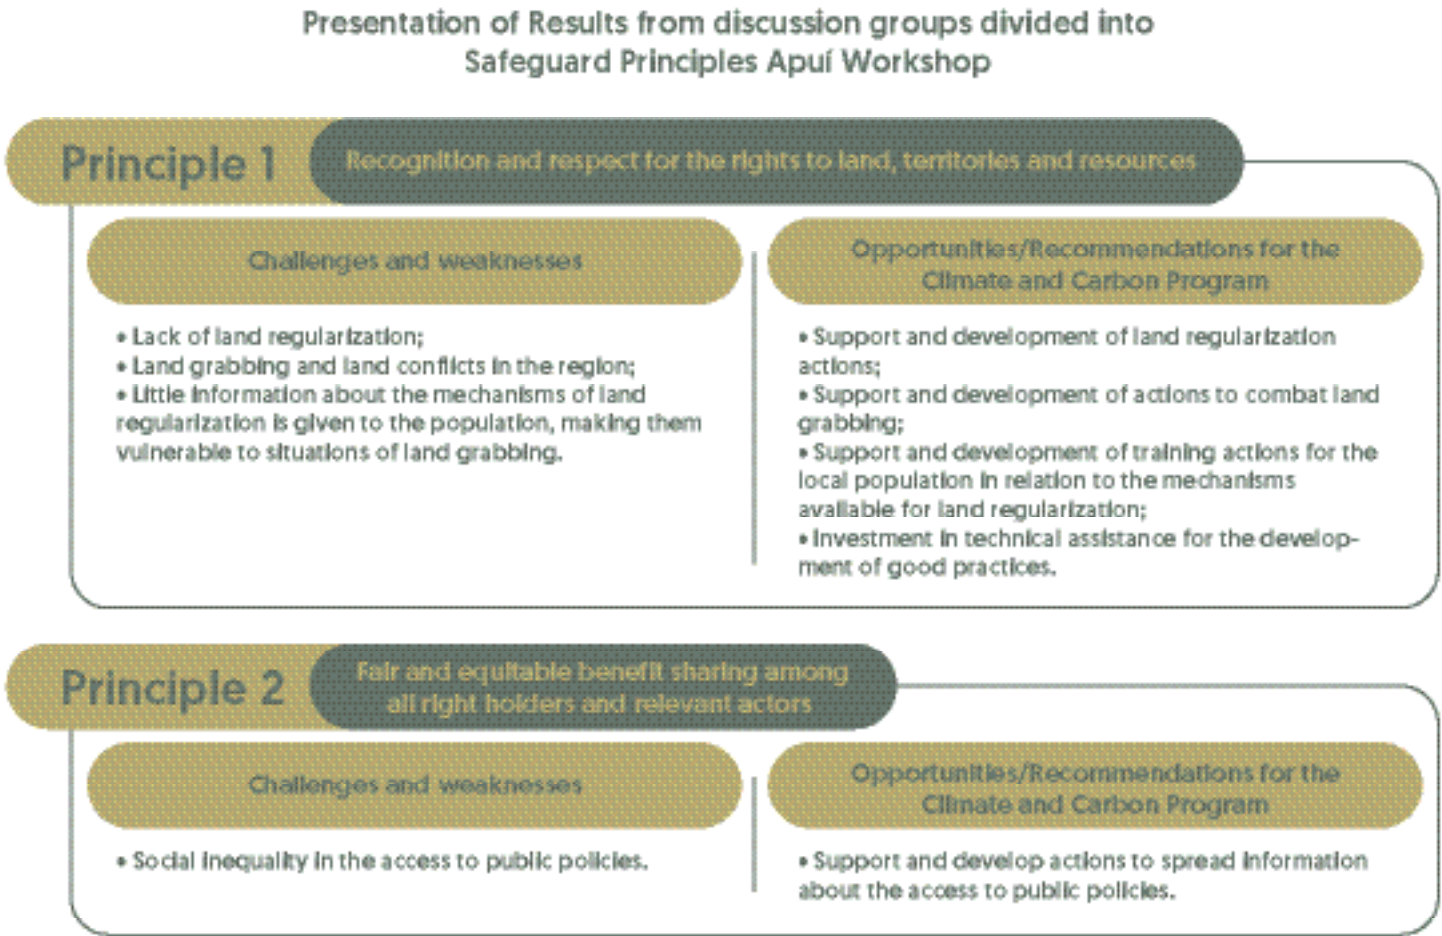 Presentation of Results from discussion groups divided into
Safeguard Principles Apuí Workshop
Principle 1
Recognition and respect for the rights to land, territories and resources
Challenges and weaknesses
• Lack of land regularization;
• Land grabbing and land conflicts in the region;
• Little information about the mechanisms of land
regularization is given to the population, making them
vulnerable to situations of land grabbing.
Opportunities/Recommendations for the
Climate and Carbon Program
• Support and development of land regularization
actions;
• Support and development of actions to combat land
grabbing;
• Support and development of training actions for the
local population in relation to the mechanisms
available for land regularization;
• Investment in technical assistance for the develop-
ment of good practices.
Principle 2
Fair and equitable benefit sharing among
all right holders and relevant actors
Challenges and weaknesses
• Social inequality in the access to public policies.
Opportunities/Recommendations for the
Climate and Carbon Program
• Support and develop actions to spread information
about the access to public policies.